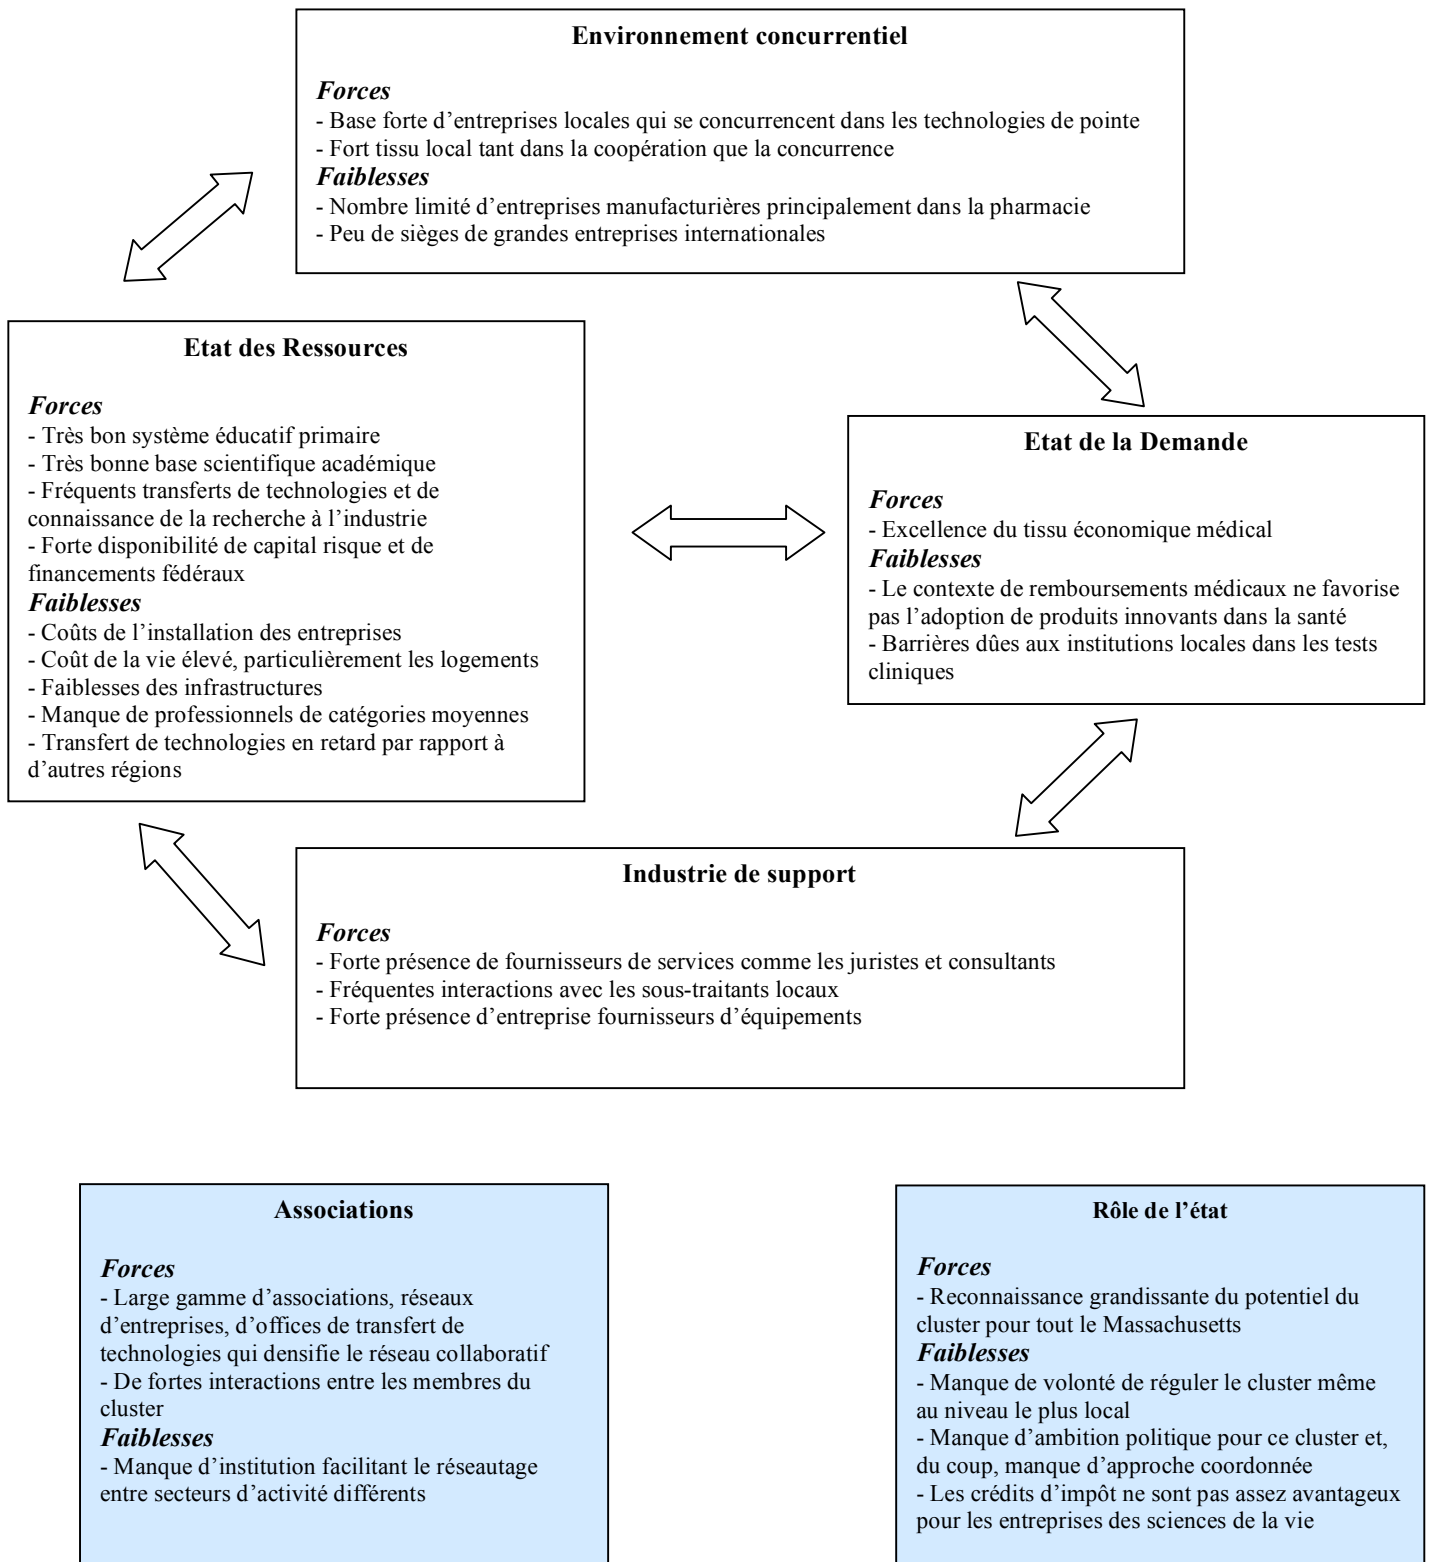 Environnement concurrentiel
Forces
- Base forte d’entreprises locales qui se concurrencent dans les technologies de pointe
- Fort tissu local tant dans la coopération que la concurrence
Faiblesses
- Nombre limité d’entreprises manufacturières principalement dans la pharmacie
- Peu de sièges de grandes entreprises internationales
Etat des Ressources
Forces
- Très bon système éducatif primaire
- Très bonne base scientifique académique
- Fréquents transferts de technologies et de
connaissance de la recherche à l’industrie
- Forte disponibilité de capital risque et de
financements fédéraux
Faiblesses
- Coûts de l’installation des entreprises
- Coût de la vie élevé, particulièrement les logements
- Faiblesses des infrastructures
- Manque de professionnels de catégories moyennes
- Transfert de technologies en retard par rapport à
d’autres régions
Etat de la Demande
Forces
- Excellence du tissu économique médical
Faiblesses
- Le contexte de remboursements médicaux ne favorise
pas l’adoption de produits innovants dans la santé
- Barrières dûes aux institutions locales dans les tests
cliniques
Industrie de support
Forces
- Forte présence de fournisseurs de services comme les juristes et consultants
- Fréquentes interactions avec les sous-traitants locaux
- Forte présence d’entreprise fournisseurs d’équipements
Associations
Forces
- Large gamme d’associations, réseaux
d’entreprises, d’offices de transfert de
technologies qui densifie le réseau collaboratif
- De fortes interactions entre les membres du
cluster
Faiblesses
- Manque d’institution facilitant le réseautage
entre secteurs d’activité différents
Rôle de l’état
Forces
- Reconnaissance grandissante du potentiel du
cluster pour tout le Massachusetts
Faiblesses
- Manque de volonté de réguler le cluster même
au niveau le plus local
- Manque d’ambition politique pour ce cluster et,
du coup, manque d’approche coordonnée
- Les crédits d’impôt ne sont pas assez avantageux
pour les entreprises des sciences de la vie